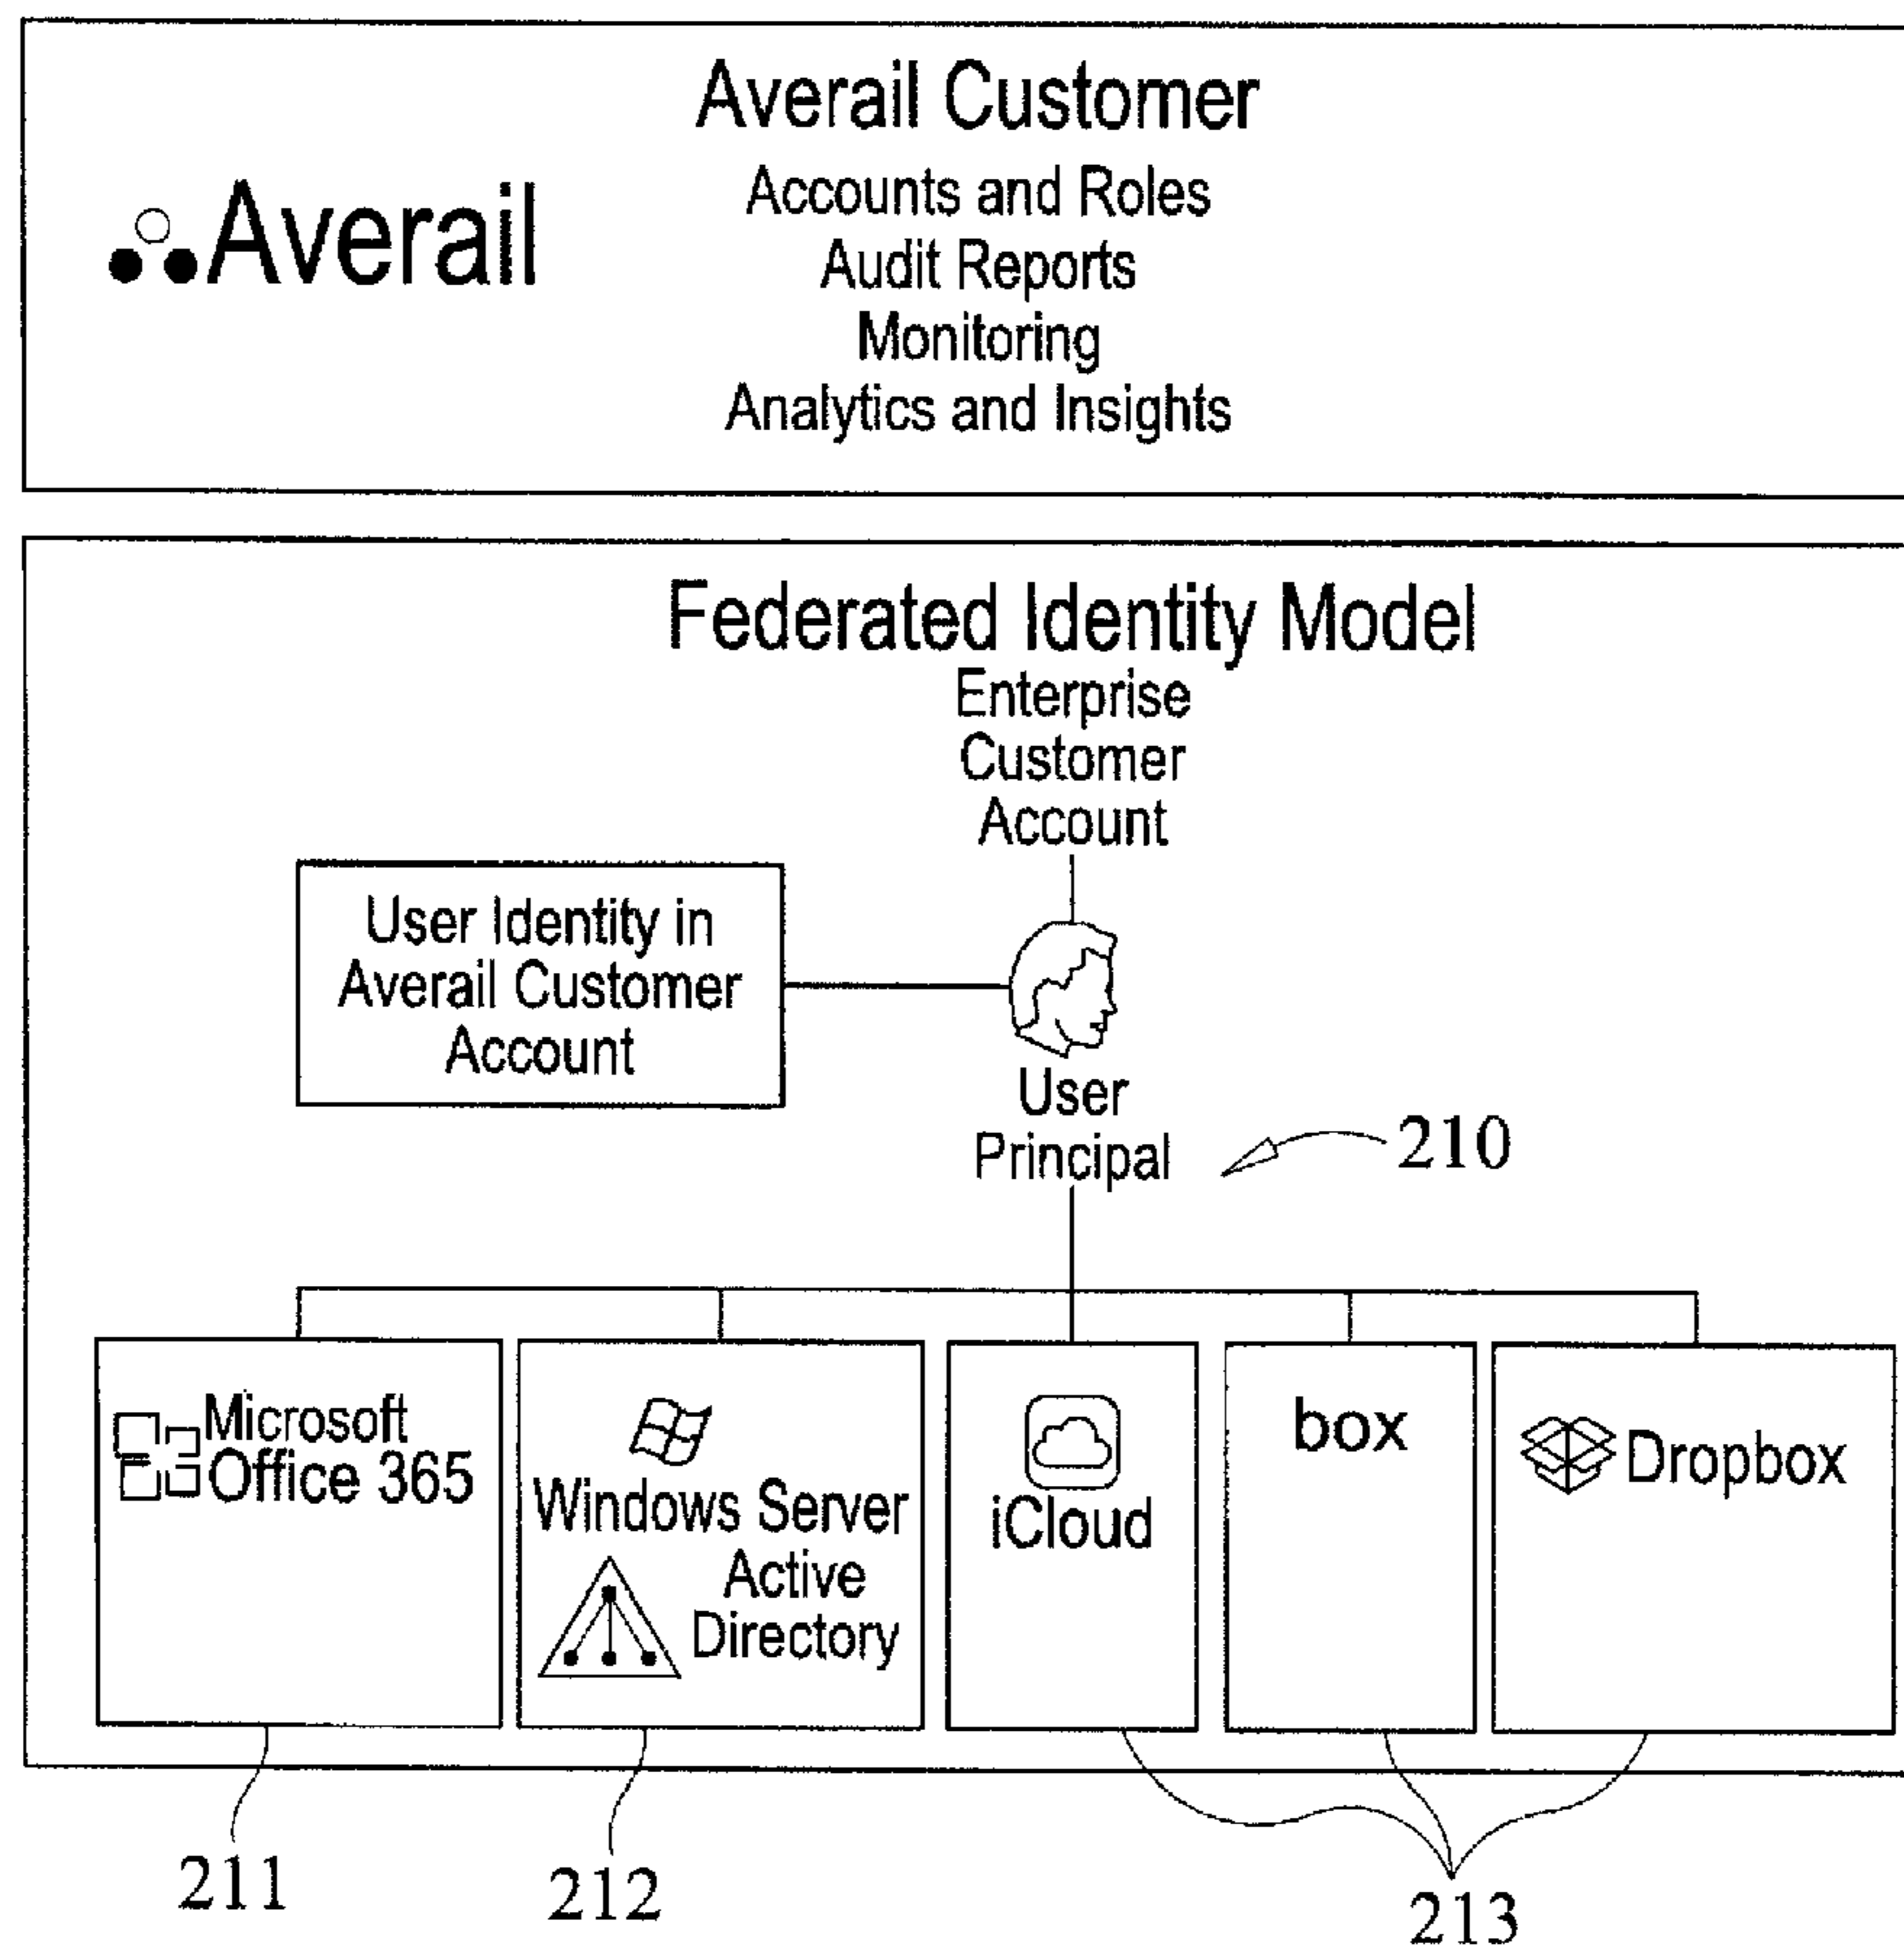 Averail Customer
Averail
Accounts and Roles
Audit Reports
Monitoring
Analytics and Insights
Federated Identity Model
Enterprise
Customer
Account
User Identity in
Averail Customer
Account
User
Principal
210
Microsoft
Office 365
Windows Server
Active
Directory
iCloud
box
Dropbox
211
212
213